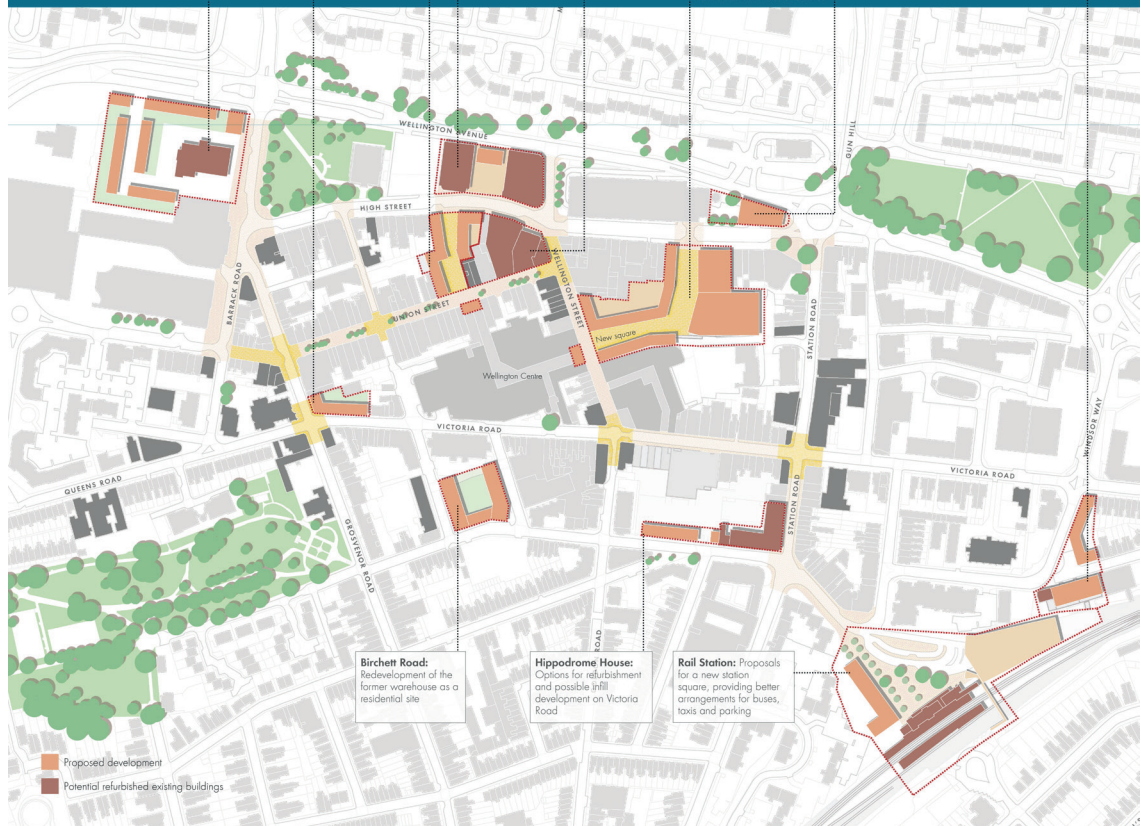 WELLINGTON AVENUE
GUN HILL
HIGH STREET
BARRACK ROAD
WELLINGTON STREET
UNION STREET
New square
STATION ROAD
Wellington Centre
WINDSOR WAY
VICTORIA ROAD
VICTORIA ROAD
QUEENS ROAD
STATION ROAD
GROSVENOR ROAD
ROAD
Birchett Road:
Redevelopment of the
former warehouse as a
residential site
Hippodrome House:
Options for refurbishment
and possible infill
development on Victoria
Road
Rail Station: Proposals
for a new station
square, providing better
arrangements for buses,
taxis and parking
Proposed development
Potential refurbished existing buildings